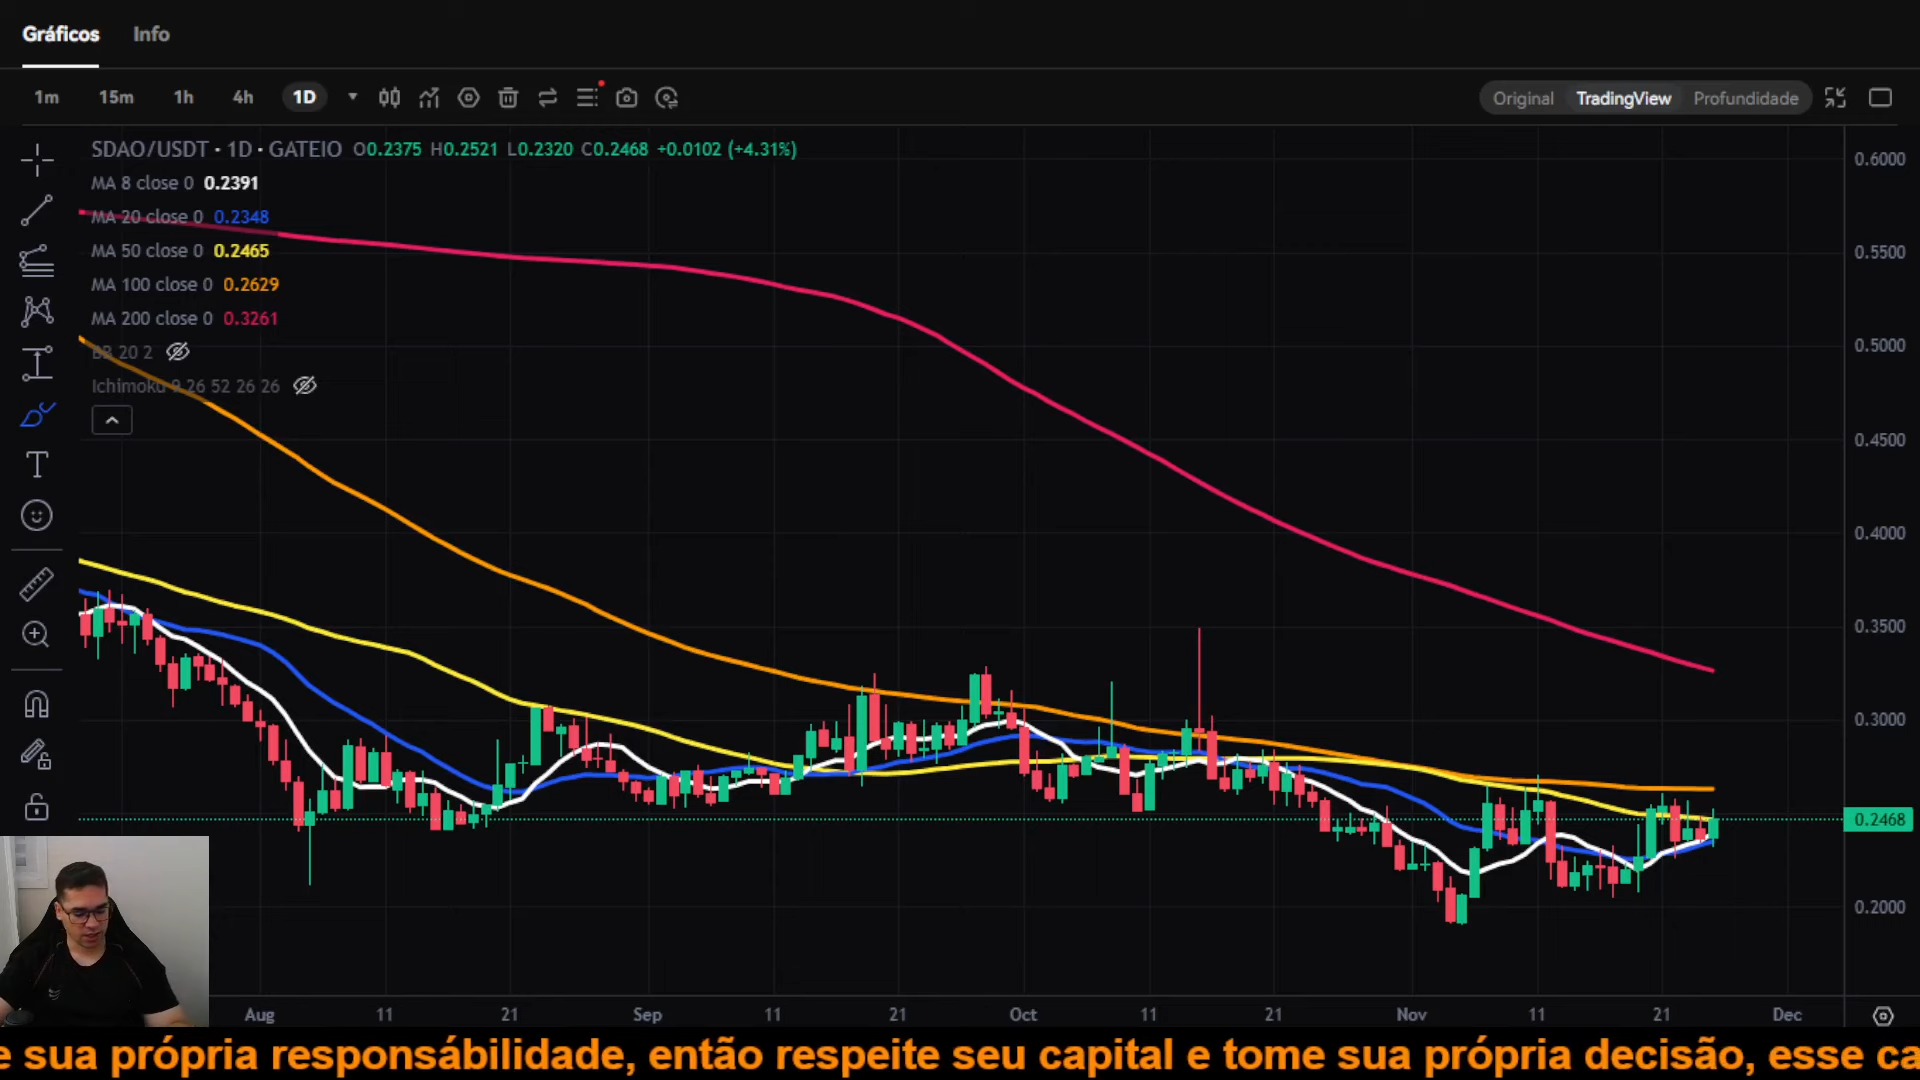 Gráficos Info
1m 15m 1h 4h 1D
Original TradingView Profundidade
SDAO/USDT · 1D · GATEIO O0.2375 H0.2521 L0.2320 C0.2468 +0.0102 (+4.31%)
MA 8 close 0 0.2391
MA 20 close 0 0.2348
MA 50 close 0 0.2465
MA 100 close 0 0.2629
MA 200 close 0 0.3261
BB 20 2
Ichimoku 9 26 52 26 26
0.6000
0.5500
0.5000
0.4500
0.4000
0.3500
0.3000
0.2468
0.2000
Aug 11 21 Sep 11 21 Oct 11 21 Nov 11 21 Dec
e sua própria responsábilidade, então respeite seu capital e tome sua própria decisão, esse ca